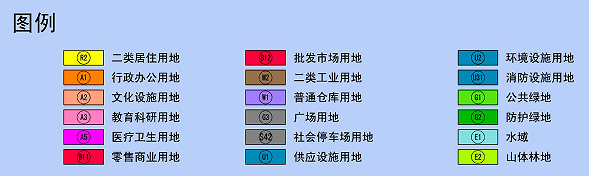 图例
R2 二类居住用地 B12 批发市场用地 U2 环境设施用地
A1 行政办公用地 M2 二类工业用地 U31 消防设施用地
A2 文化设施用地 W1 普通仓库用地 G1 公共绿地
A3 教育科研用地 G3 广场用地 G2 防护绿地
A5 医疗卫生用地 S42 社会停车场用地 E1 水域
B11 零售商业用地 U1 供应设施用地 E2 山体林地